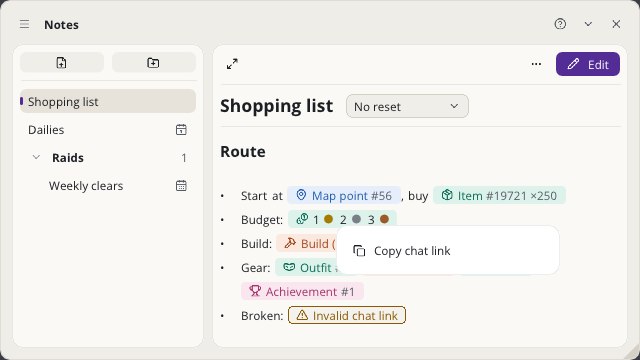 Notes
Edit
Shopping list
Dailies
Raids 1
Weekly clears
Shopping list No reset
Route
• Start at Map point #56 , buy Item #19721 ×250
• Budget: 1 2 3
• Build: Build (
• Gear: Outfit
Copy chat link
Achievement #1
• Broken: Invalid chat link